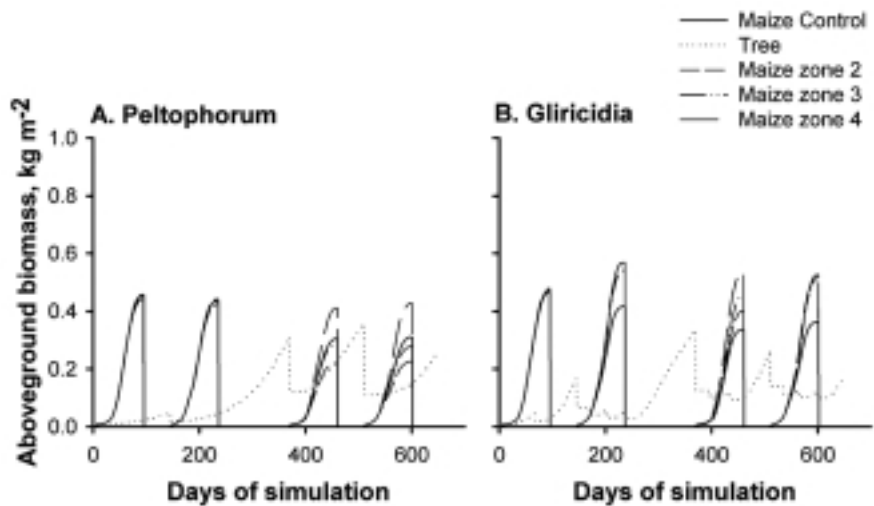 Maize Control
Tree
Maize zone 2
Maize zone 3
Maize zone 4
A. Peltophorum
B. Gliricidia
Aboveground biomass, kg m-2
1.0
0.8
0.6
0.4
0.2
0.0
0 200 400 600
0 200 400 600
Days of simulation
Days of simulation